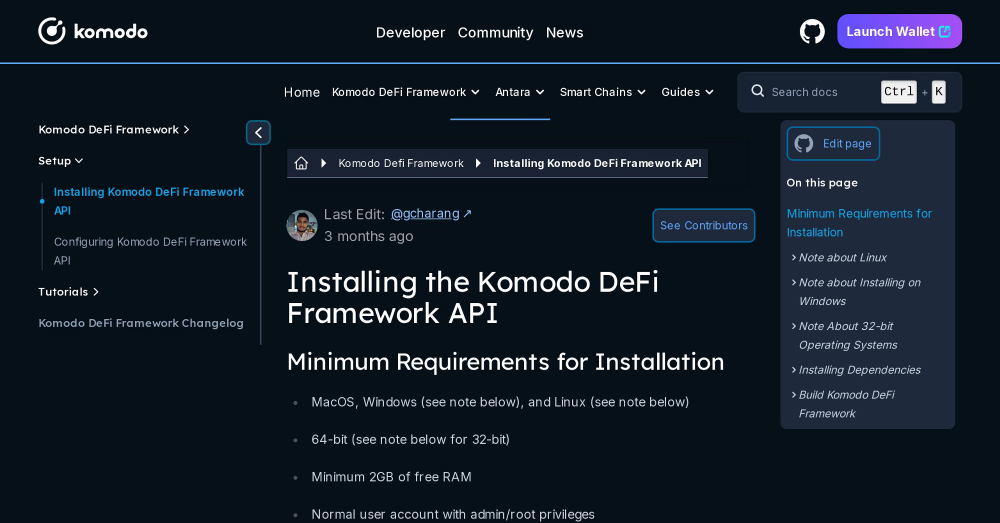 komodo
Developer Community News
Launch Wallet
Home Komodo DeFi Framework Antara Smart Chains Guides
Search docs Ctrl + K
Komodo DeFi Framework
Setup
Installing Komodo DeFi Framework
API
Configuring Komodo DeFi Framework
API
Tutorials
Komodo DeFi Framework Changelog
Komodo Defi Framework Installing Komodo DeFi Framework API
Last Edit: @gcharang ↗
3 months ago
See Contributors
Installing the Komodo DeFi
Framework API
Minimum Requirements for Installation
MacOS, Windows (see note below), and Linux (see note below)
64-bit (see note below for 32-bit)
Minimum 2GB of free RAM
Normal user account with admin/root privileges
Edit page
On this page
Minimum Requirements for
Installation
Note about Linux
Note about Installing on
Windows
Note About 32-bit
Operating Systems
Installing Dependencies
Build Komodo DeFi
Framework